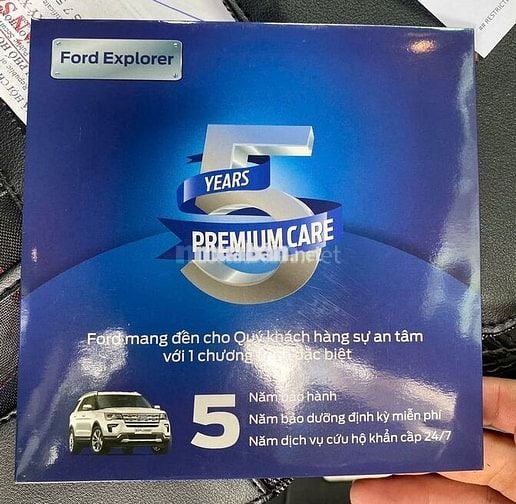 Ford Explorer
5
YEARS
PREMIUM CARE
Ford mang đến cho Quý khách hàng sự an tâm
với 1 chương đặc biệt
5
Năm bảo hành
Năm bảo dưỡng định kỳ miễn phí
Năm dịch vụ cứu hộ khẩn cấp 24/7